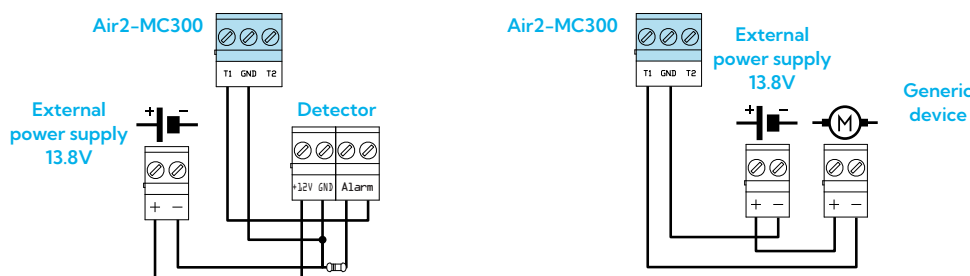 Air2-MC300
T1 GND T2
External
power supply
13.8V
+ -
+ -
Detector
+12V GND Alarm
Air2-MC300
T1 GND T2
External
power supply
13.8V
+ -
+ -
Generic
device
M
+ -